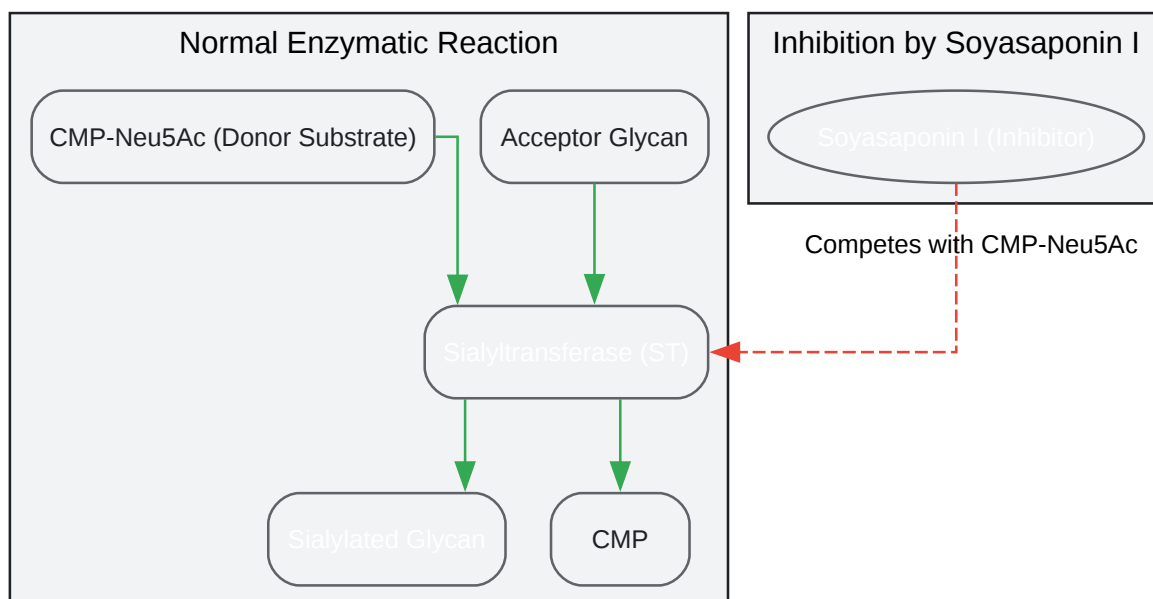 Normal Enzymatic Reaction
Inhibition by Soyasaponin I
CMP-Neu5Ac (Donor Substrate)
Acceptor Glycan
Soyasaponin I (Inhibitor)
Competes with CMP-Neu5Ac
Sialyltransferase (ST)
Sialylated Glycan
CMP